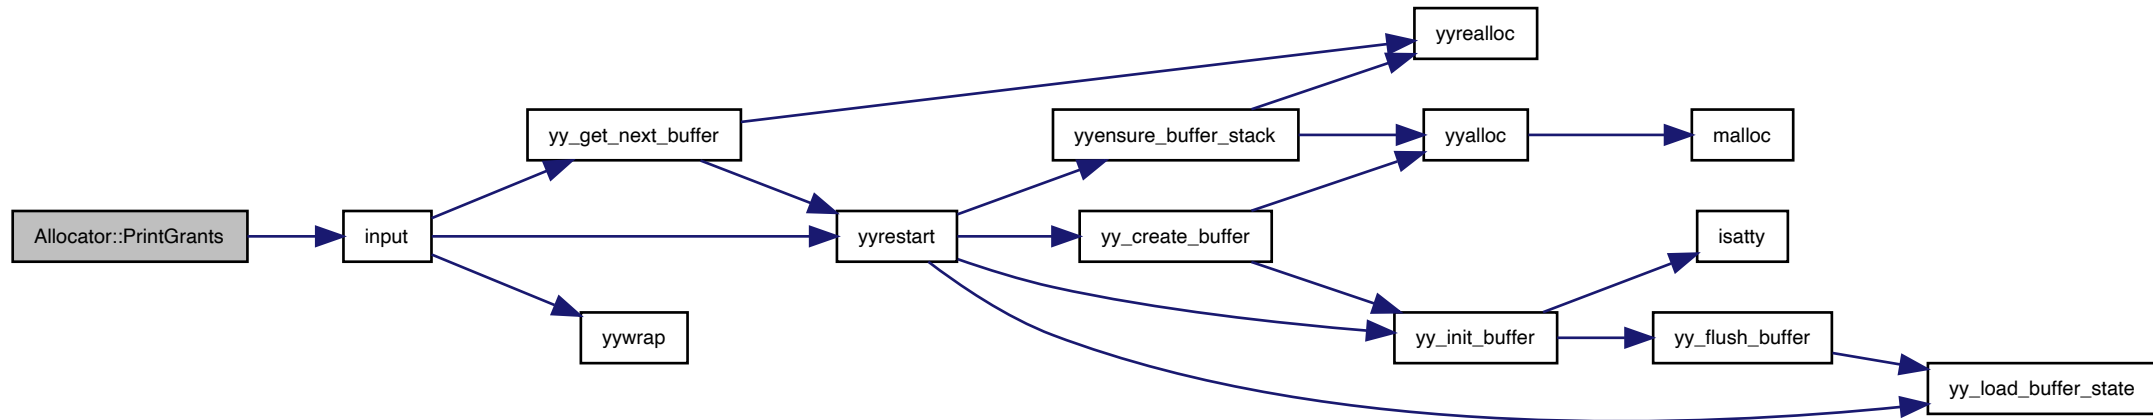 yyrealloc
yy_get_next_buffer
yyensure_buffer_stack
yyalloc
malloc
Allocator::PrintGrants
input
yyrestart
yy_create_buffer
isatty
yywrap
yy_init_buffer
yy_flush_buffer
yy_load_buffer_state